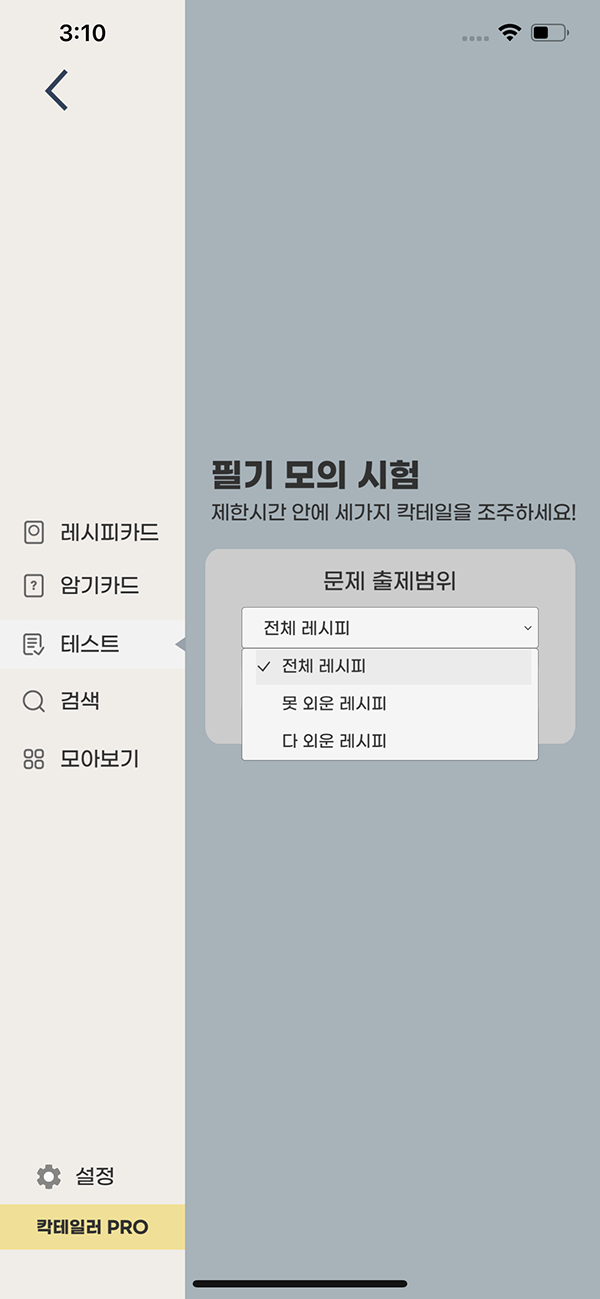 3:10
필기 모의 시험
제한시간 안에 세가지 칵테일을 조주하세요!
문제 출제범위
전체 레시피
전체 레시피
못 외운 레시피
다 외운 레시피
레시피카드
?
암기카드
테스트
검색
모아보기
설정
칵테일러 PRO